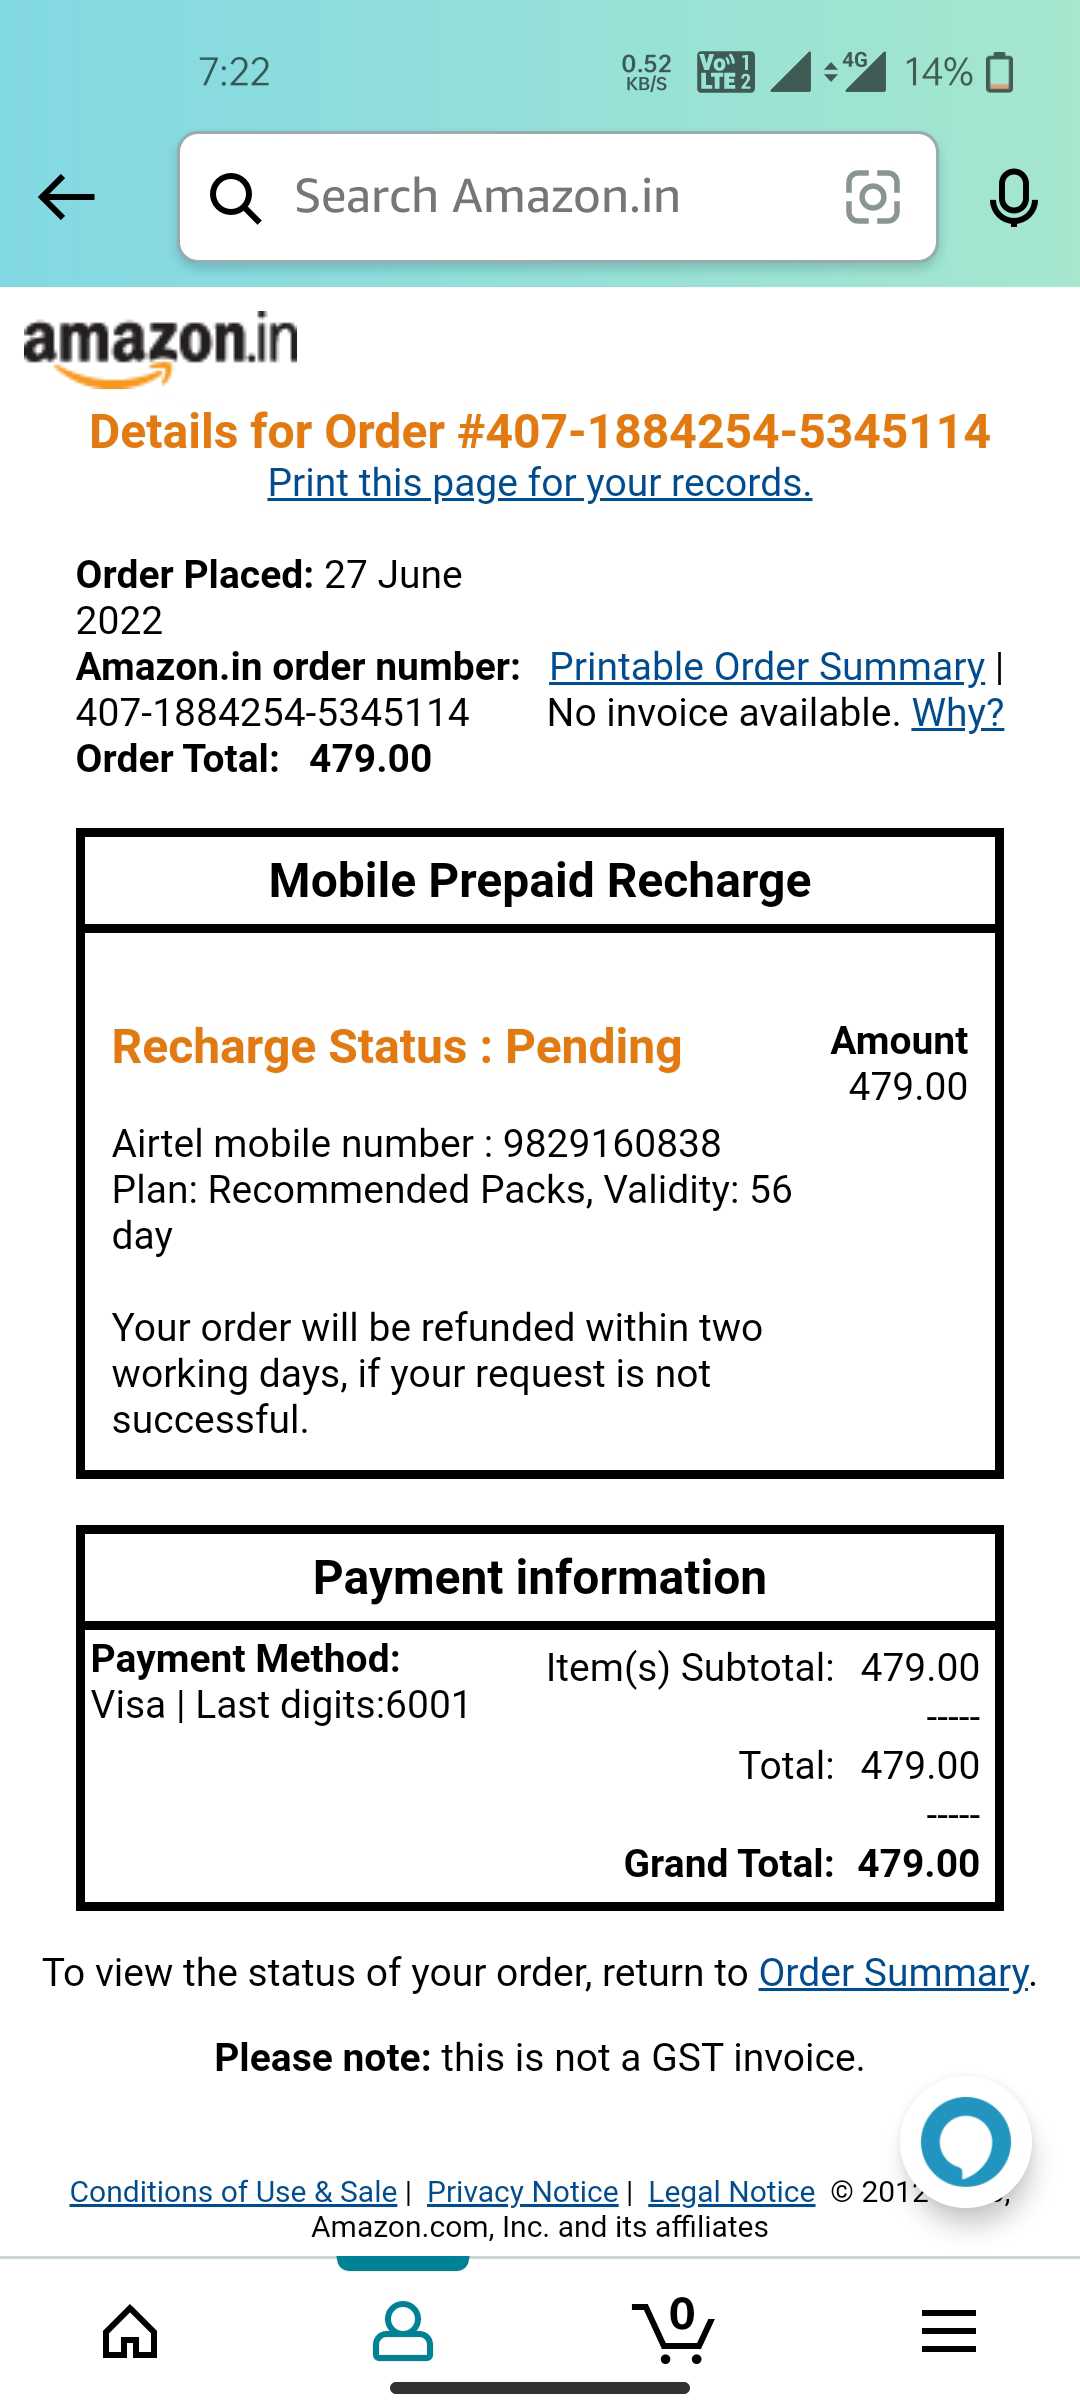 7:22
0.52 KB/S
Vo)) 1 LTE 2
4G
14%
Search Amazon.in
amazon.in
Details for Order #407-1884254-5345114
Print this page for your records.
Order Placed: 27 June
2022
Amazon.in order number:
407-1884254-5345114
Order Total: 479.00
Printable Order Summary |
No invoice available. Why?
Mobile Prepaid Recharge
Recharge Status : Pending
Amount
479.00
Airtel mobile number : 9829160838
Plan: Recommended Packs, Validity: 56
day
Your order will be refunded within two
working days, if your request is not
successful.
Payment information
Payment Method:
Visa | Last digits:6001
Item(s) Subtotal: 479.00
-----
Total: 479.00
-----
Grand Total: 479.00
To view the status of your order, return to Order Summary.
Please note: this is not a GST invoice.
Conditions of Use & Sale | Privacy Notice | Legal Notice © 2012
Amazon.com, Inc. and its affiliates
0